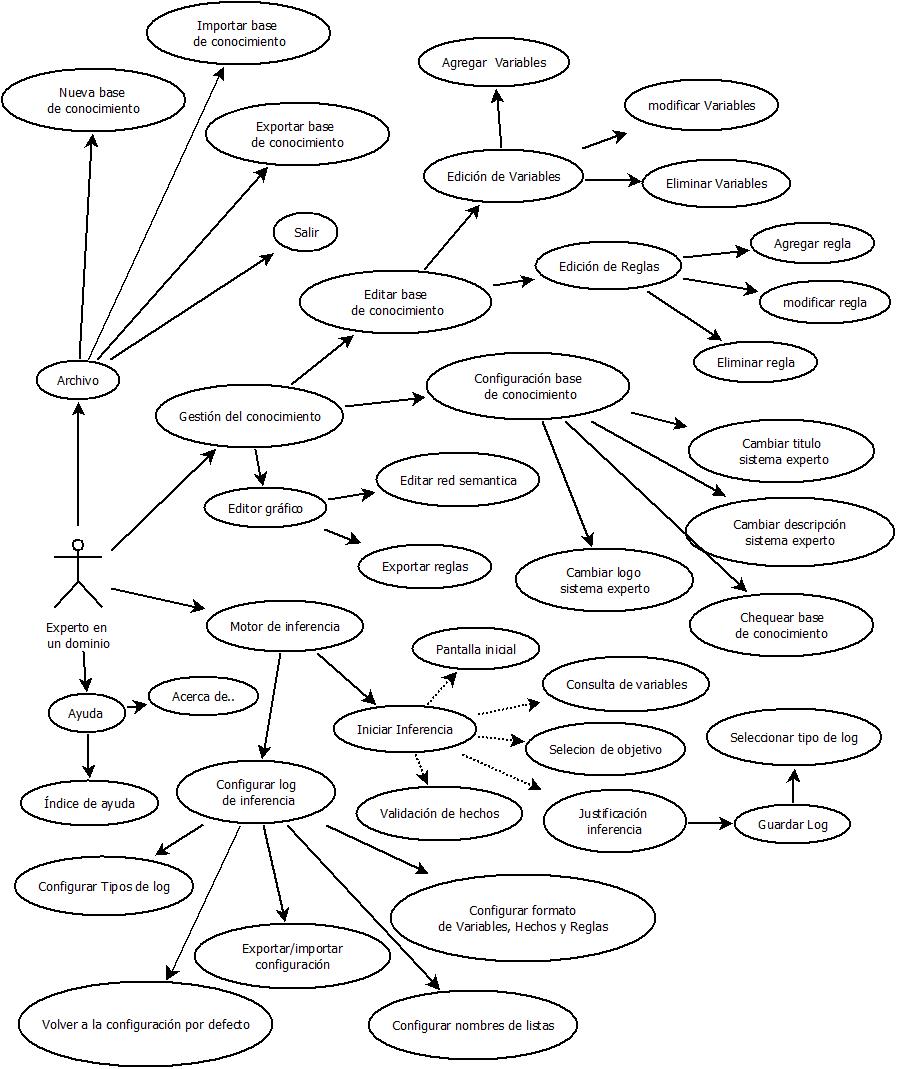 Importar base
de conocimiento
Nueva base
de conocimiento
Exportar base
de conocimiento
Salir
Archivo
Agregar  Variables
modificar Variables
Edición de Variables
Eliminar Variables
Editar base
de conocimiento
Edición de Reglas
Agregar regla
modificar regla
Eliminar regla
Gestión del conocimiento
Configuración base
de conocimiento
Cambiar titulo
sistema experto
Editor gráfico
Editar red semantica
Exportar reglas
Cambiar descripción
sistema experto
Cambiar logo
sistema experto
Chequear base
de conocimiento
Experto en
un dominio
Motor de inferencia
Ayuda
Acerca de..
Índice de ayuda
Pantalla inicial
Consulta de variables
Iniciar Inferencia
Selecion de objetivo
Validación de hechos
Justificación
inferencia
Seleccionar tipo de log
Guardar Log
Configurar log
de inferencia
Configurar Tipos de log
Configurar formato
de Variables, Hechos y Reglas
Exportar/importar
configuración
Volver a la configuración por defecto
Configurar nombres de listas